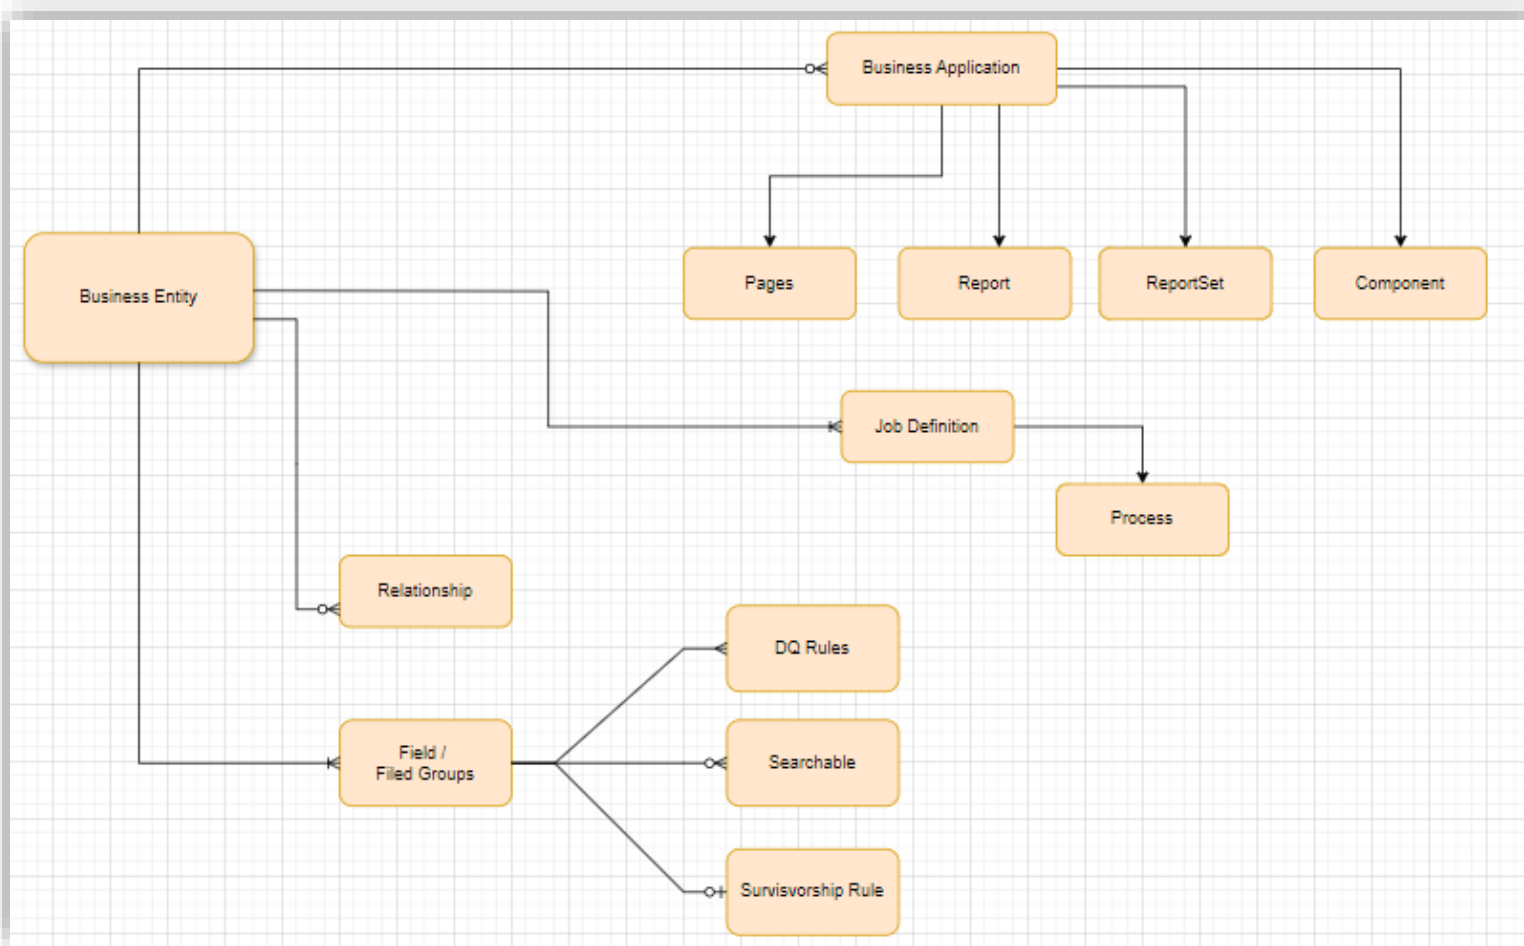 Business Application
Business Entity
Pages
Report
ReportSet
Component
Job Definition
Process
Relationship
DQ Rules
Field /
Filed Groups
Searchable
Survisvorship Rule